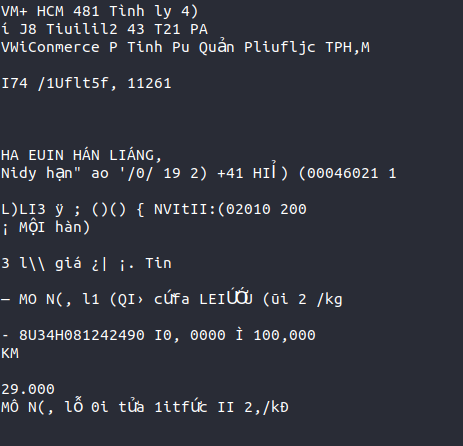 VM+ HCM 481 Tình ly 4)
í J8 Tiuilil2 43 T21 PA
VWiConmerce P Tinh Pu Quản Pliufljc TPH,M
I74 /1Uflt5f, 11261
HA EUIN HÁN LIÁNG,
Nidy hạn" ao '/0/ 19 2) +41 HIỈ) (00046021 1
L)LI3 ÿ ; ()() { NVItII:(02010 200
¡ MỘI hàn)
3 l\\ giá ¿| ¡. Tin
— MO N(, l1 (QI› cứfa LEIƯỚU (ūi 2 /kg
- 8U34H081242490 I0, 0000 Ì 100,000
KM
29.000
MÔ N(, lỗ 0i tửa 1itfức II 2,/kĐ